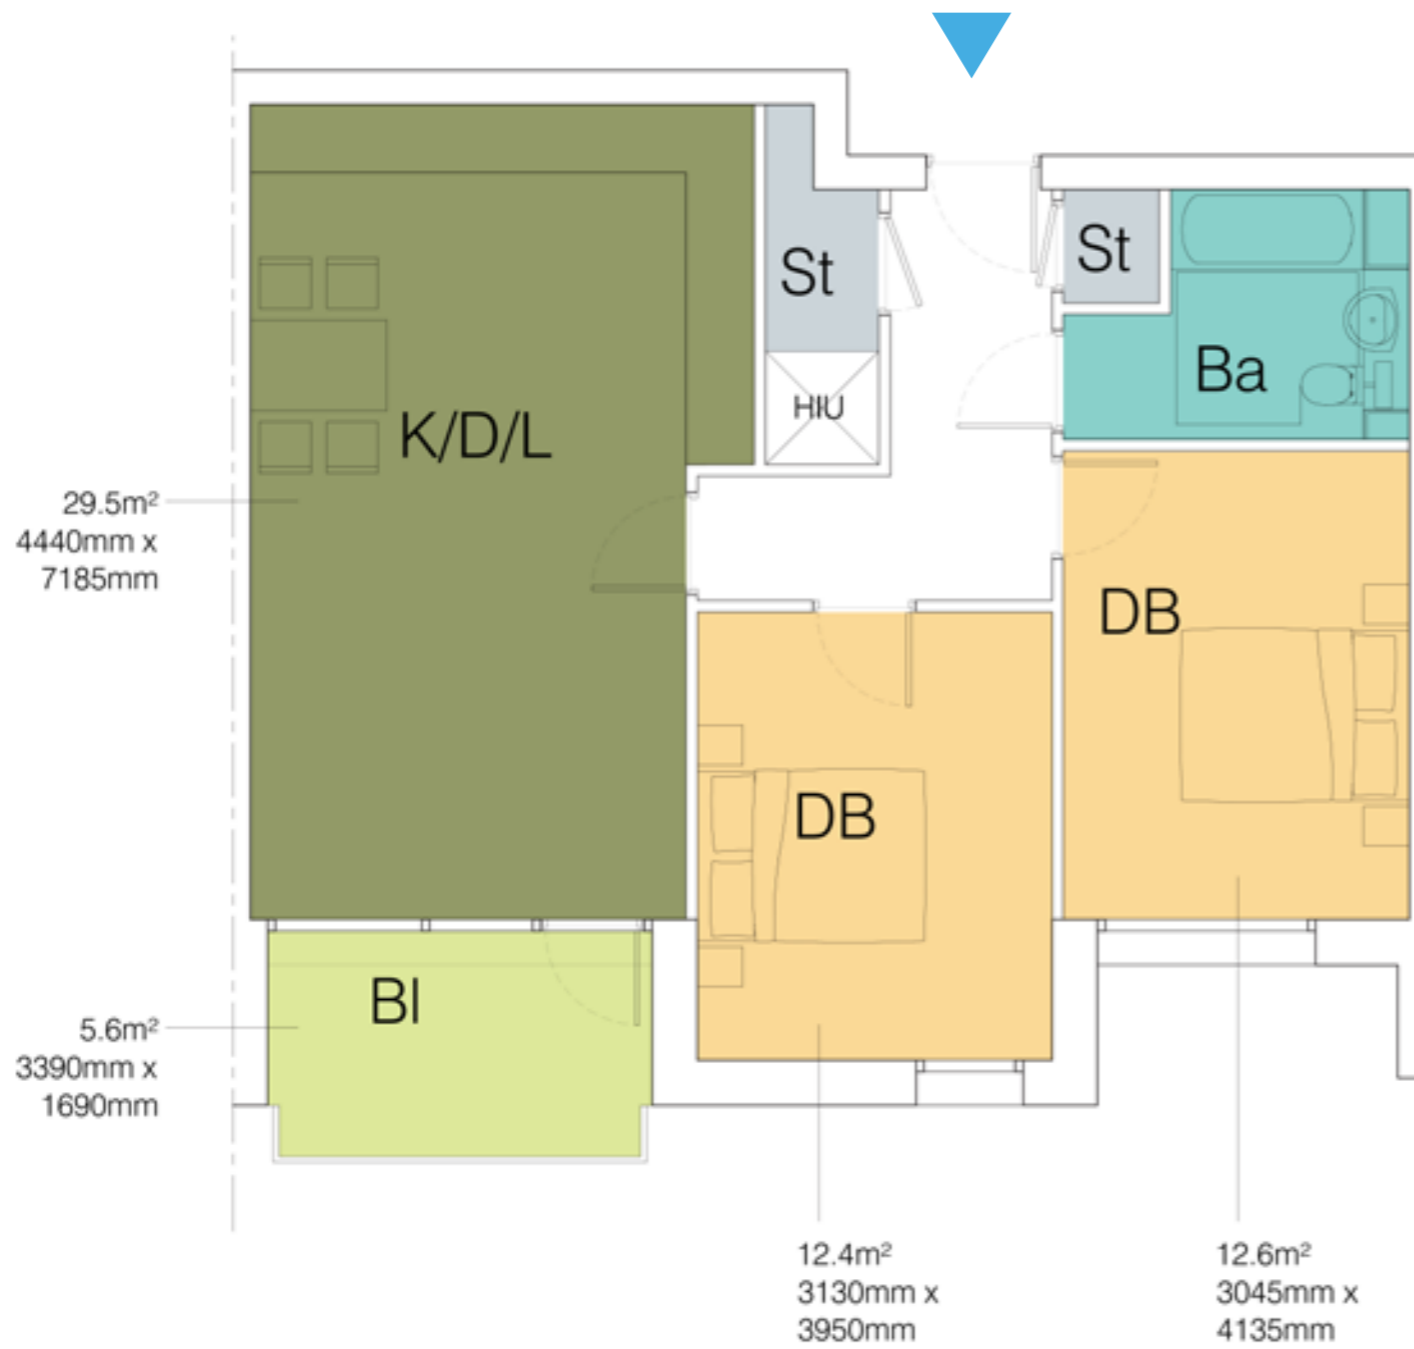 St
St
Ba
HIU
K/D/L
29.5m²
4440mm x
7185mm
DB
DB
Bl
5.6m²
3390mm x
1690mm
12.4m²
3130mm x
3950mm
12.6m²
3045mm x
4135mm